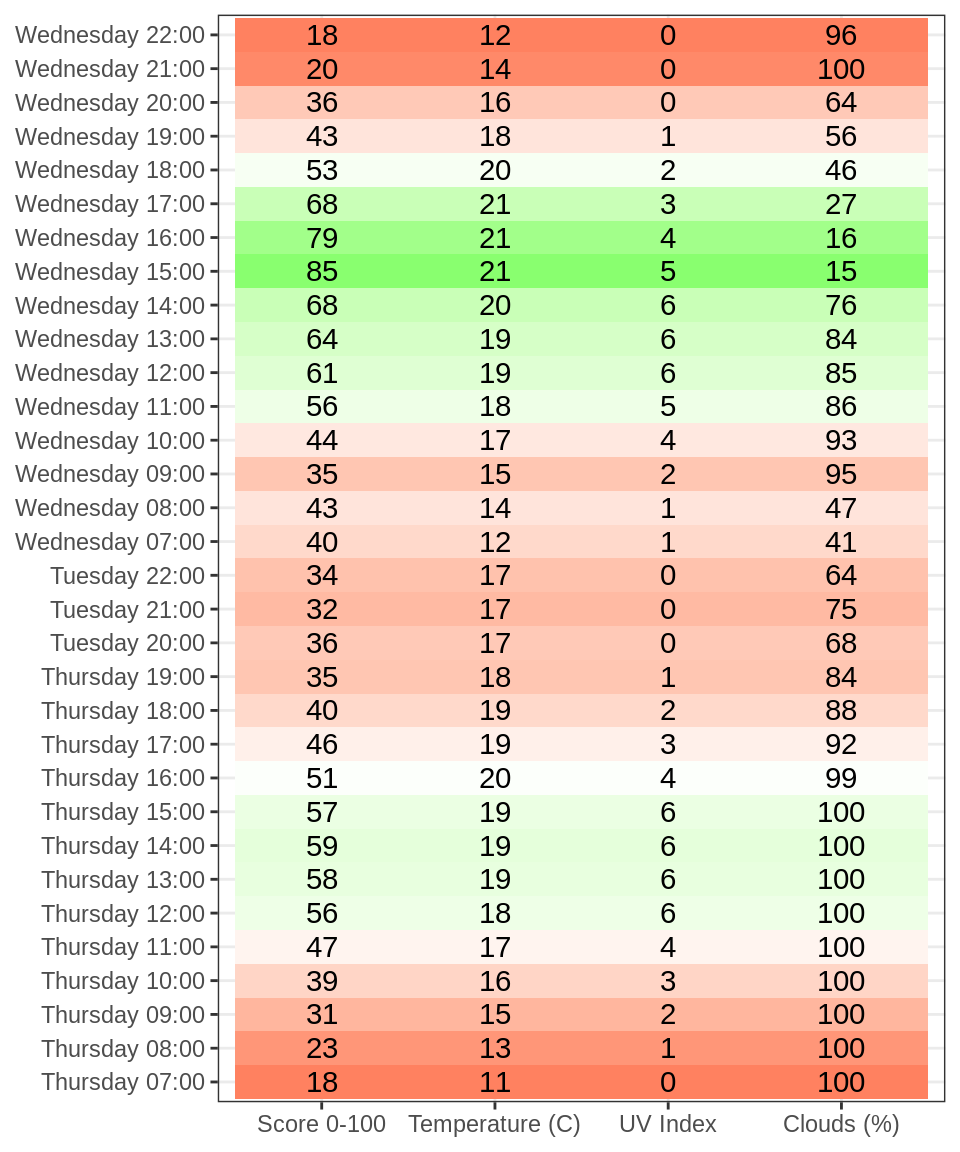 Wednesday 22:00 18 12 0 96
Wednesday 21:00 20 14 0 100
Wednesday 20:00 36 16 0 64
Wednesday 19:00 43 18 1 56
Wednesday 18:00 53 20 2 46
Wednesday 17:00 68 21 3 27
Wednesday 16:00 79 21 4 16
Wednesday 15:00 85 21 5 15
Wednesday 14:00 68 20 6 76
Wednesday 13:00 64 19 6 84
Wednesday 12:00 61 19 6 85
Wednesday 11:00 56 18 5 86
Wednesday 10:00 44 17 4 93
Wednesday 09:00 35 15 2 95
Wednesday 08:00 43 14 1 47
Wednesday 07:00 40 12 1 41
Tuesday 22:00 34 17 0 64
Tuesday 21:00 32 17 0 75
Tuesday 20:00 36 17 0 68
Thursday 19:00 35 18 1 84
Thursday 18:00 40 19 2 88
Thursday 17:00 46 19 3 92
Thursday 16:00 51 20 4 99
Thursday 15:00 57 19 6 100
Thursday 14:00 59 19 6 100
Thursday 13:00 58 19 6 100
Thursday 12:00 56 18 6 100
Thursday 11:00 47 17 4 100
Thursday 10:00 39 16 3 100
Thursday 09:00 31 15 2 100
Thursday 08:00 23 13 1 100
Thursday 07:00 18 11 0 100
Score 0-100 Temperature (C) UV Index Clouds (%)